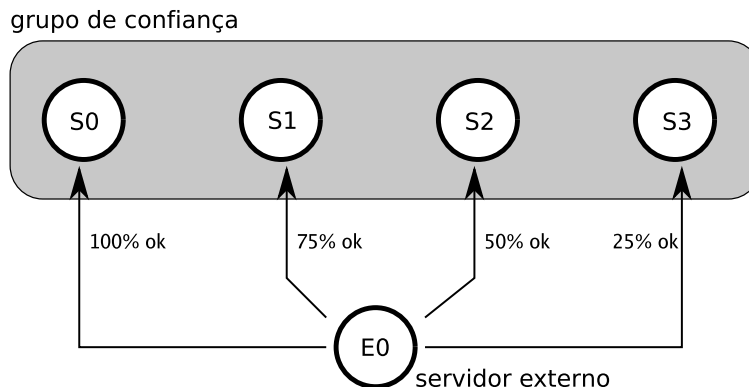 grupo de confiança
S0
S1
S2
S3
100% ok
75% ok
50% ok
25% ok
E0
servidor externo